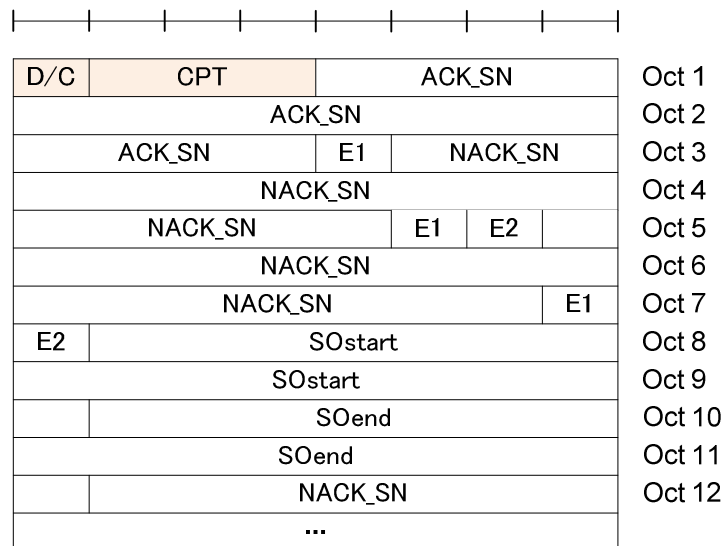 D/C CPT ACK_SN Oct 1
ACK_SN Oct 2
ACK_SN E1 NACK_SN Oct 3
NACK_SN Oct 4
NACK_SN E1 E2 Oct 5
NACK_SN Oct 6
NACK_SN E1 Oct 7
E2 SOstart Oct 8
SOstart Oct 9
SOend Oct 10
SOend Oct 11
NACK_SN Oct 12
...